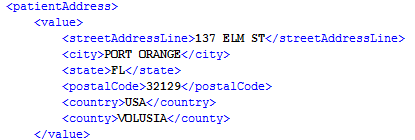 <patientAddress>
<value>
<streetAddressLine>137 ELM ST</streetAddressLine>
<city>PORT ORANGE</city>
<state>FL</state>
<postalCode>32129</postalCode>
<country>USA</country>
<county>VOLUSIA</county>
</value>